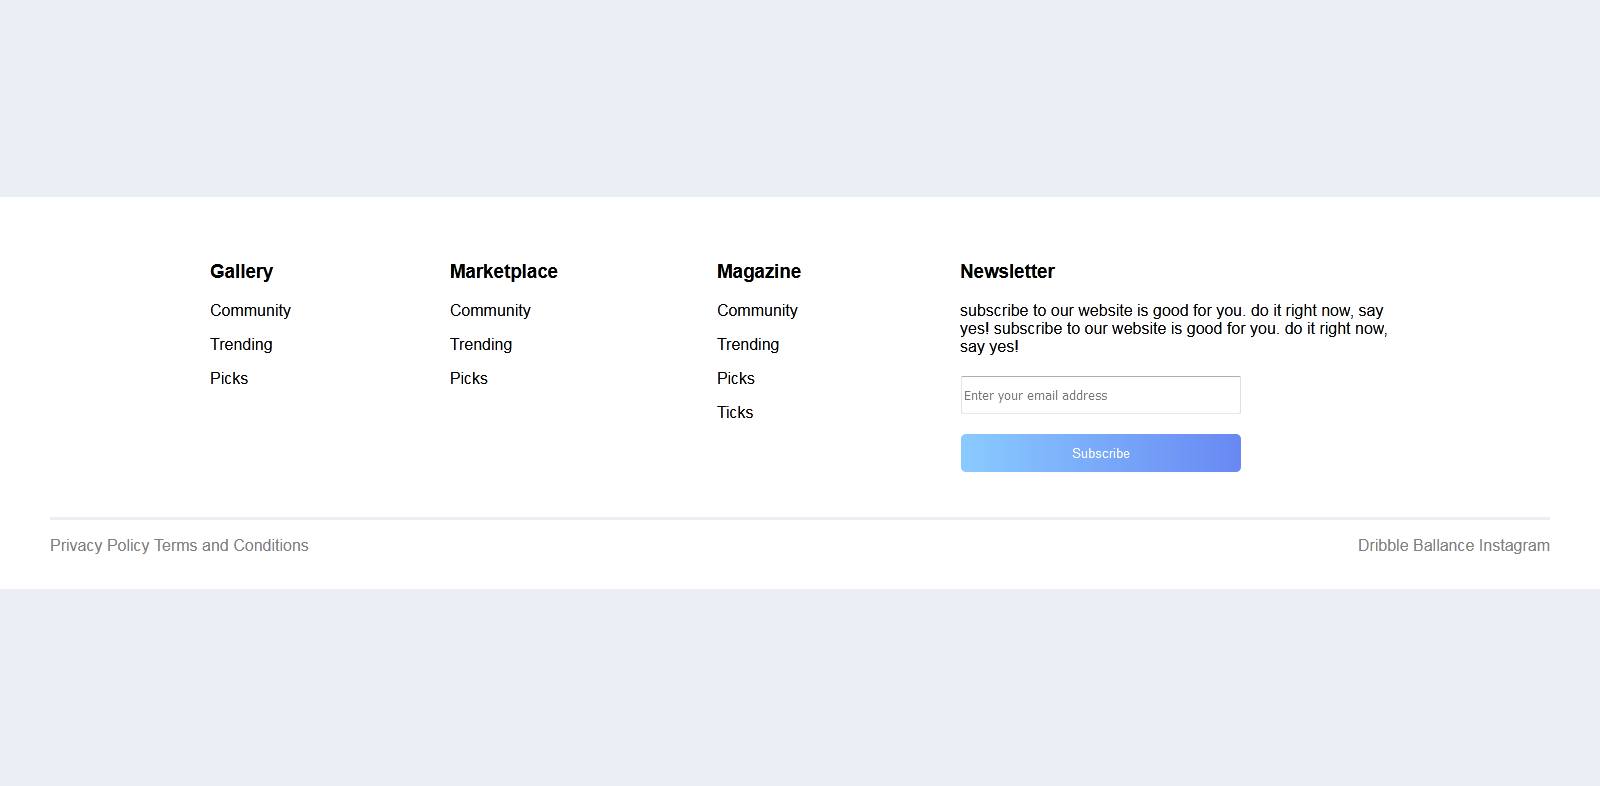 Gallery
Community
Trending
Picks
Marketplace
Community
Trending
Picks
Magazine
Community
Trending
Picks
Ticks
Newsletter
subscribe to our website is good for you. do it right now, say
yes! subscribe to our website is good for you. do it right now,
say yes!
Enter your email address
Subscribe
Privacy Policy Terms and Conditions
Dribble Ballance Instagram